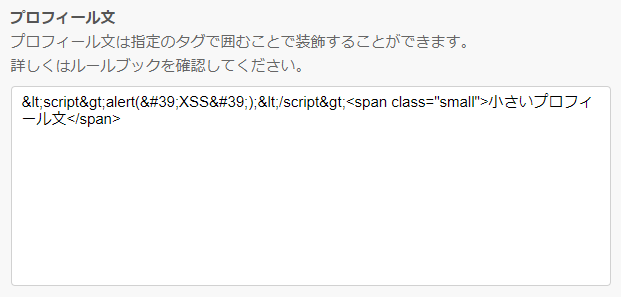 プロフィール文
プロフィール文は指定のタグで囲むことで装飾することができます。
詳しくはルールブックを確認してください。
&lt;script&gt;alert(&#39;XSS&#39;);&lt;/script&gt;<span class="small">小さいプロフィ
ール文</span>